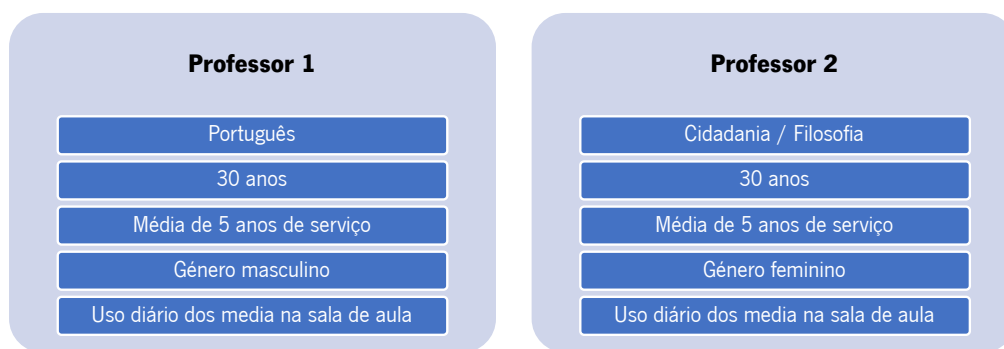 Professor 1
Português
30 anos
Média de 5 anos de serviço
Género masculino
Uso diário dos media na sala de aula
Professor 2
Cidadania / Filosofia
30 anos
Média de 5 anos de serviço
Género feminino
Uso diário dos media na sala de aula